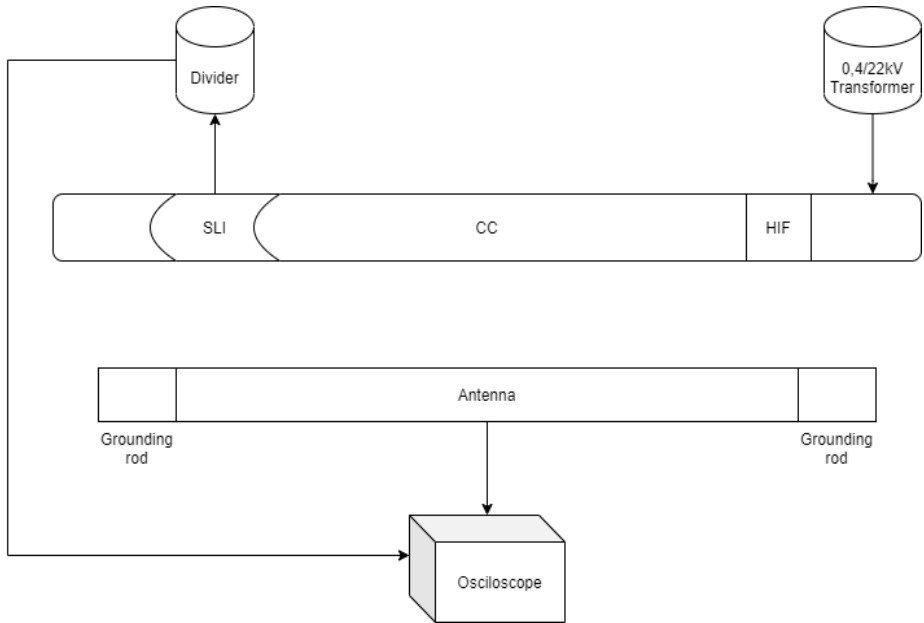 Divider
0,4/22kV
Transformer
SLI
CC
HIF
Antenna
Grounding
rod
Grounding
rod
Osciloscope